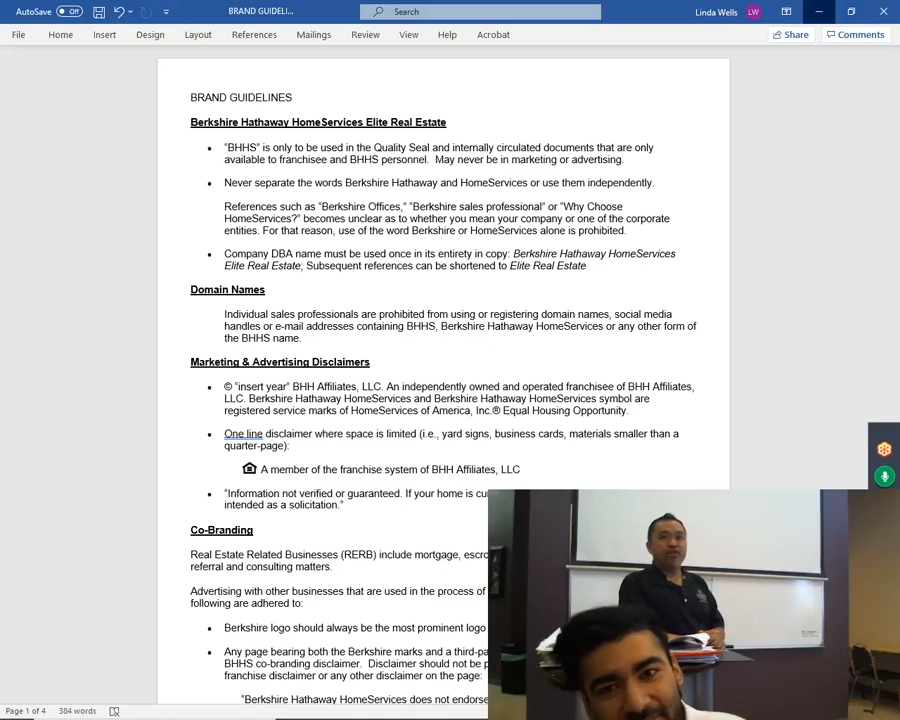 AutoSave Off BRAND GUIDELI... Search Linda Wells LW
File Home Insert Design Layout References Mailings Review View Help Acrobat Share Comments
BRAND GUIDELINES
Berkshire Hathaway HomeServices Elite Real Estate
• “BHHS” is only to be used in the Quality Seal and internally circulated documents that are only
available to franchisee and BHHS personnel. May never be in marketing or advertising.
• Never separate the words Berkshire Hathaway and HomeServices or use them independently.
References such as “Berkshire Offices,” “Berkshire sales professional” or “Why Choose
HomeServices?” becomes unclear as to whether you mean your company or one of the corporate
entities. For that reason, use of the word Berkshire or HomeServices alone is prohibited.
• Company DBA name must be used once in its entirety in copy: Berkshire Hathaway HomeServices
Elite Real Estate; Subsequent references can be shortened to Elite Real Estate
Domain Names
Individual sales professionals are prohibited from using or registering domain names, social media
handles or e-mail addresses containing BHHS, Berkshire Hathaway HomeServices or any other form of
the BHHS name.
Marketing & Advertising Disclaimers
• © “insert year” BHH Affiliates, LLC. An independently owned and operated franchisee of BHH Affiliates,
LLC. Berkshire Hathaway HomeServices and Berkshire Hathaway HomeServices symbol are
registered service marks of HomeServices of America, Inc.® Equal Housing Opportunity.
• One line disclaimer where space is limited (i.e., yard signs, business cards, materials smaller than a
quarter-page):
A member of the franchise system of BHH Affiliates, LLC
• “Information not verified or guaranteed. If your home is cu
intended as a solicitation.”
Co-Branding
Real Estate Related Businesses (RERB) include mortgage, escro
referral and consulting matters.
Advertising with other businesses that are used in the process of
following are adhered to:
• Berkshire logo should always be the most prominent logo
• Any page bearing both the Berkshire marks and a third-pa
BHHS co-branding disclaimer. Disclaimer should not be p
franchise disclaimer or any other disclaimer on the page:
“Berkshire Hathaway HomeServices does not endorse
Page 1 of 4 384 words